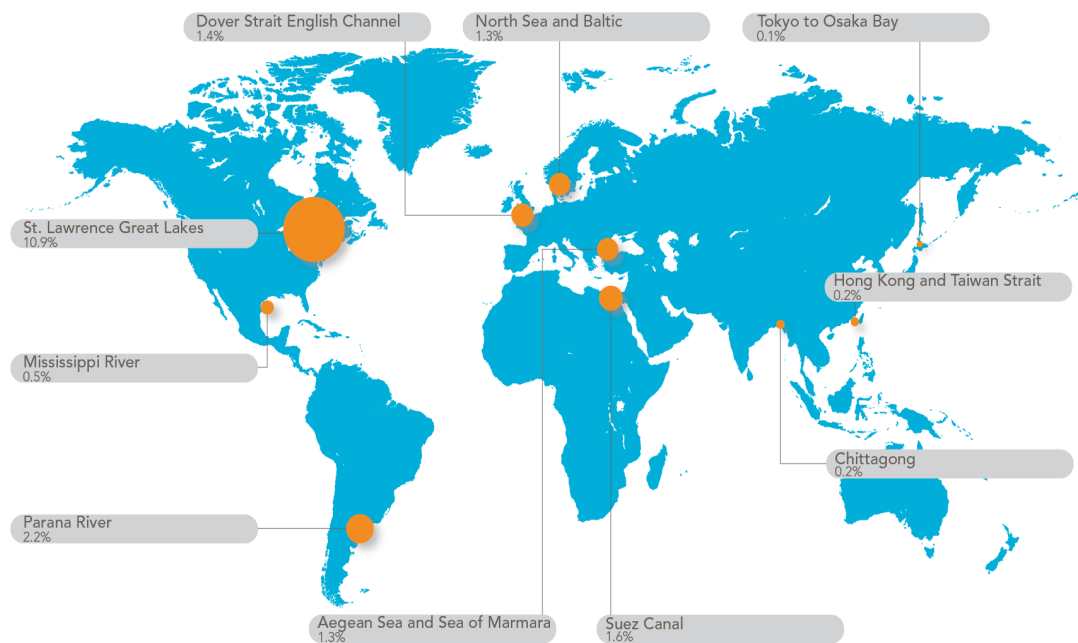 Dover Strait English Channel
1.4%
North Sea and Baltic
1.3%
Tokyo to Osaka Bay
0.1%
St. Lawrence Great Lakes
10.9%
Hong Kong and Taiwan Strait
0.2%
Mississippi River
0.5%
Chittagong
0.2%
Parana River
2.2%
Aegean Sea and Sea of Marmara
1.3%
Suez Canal
1.6%